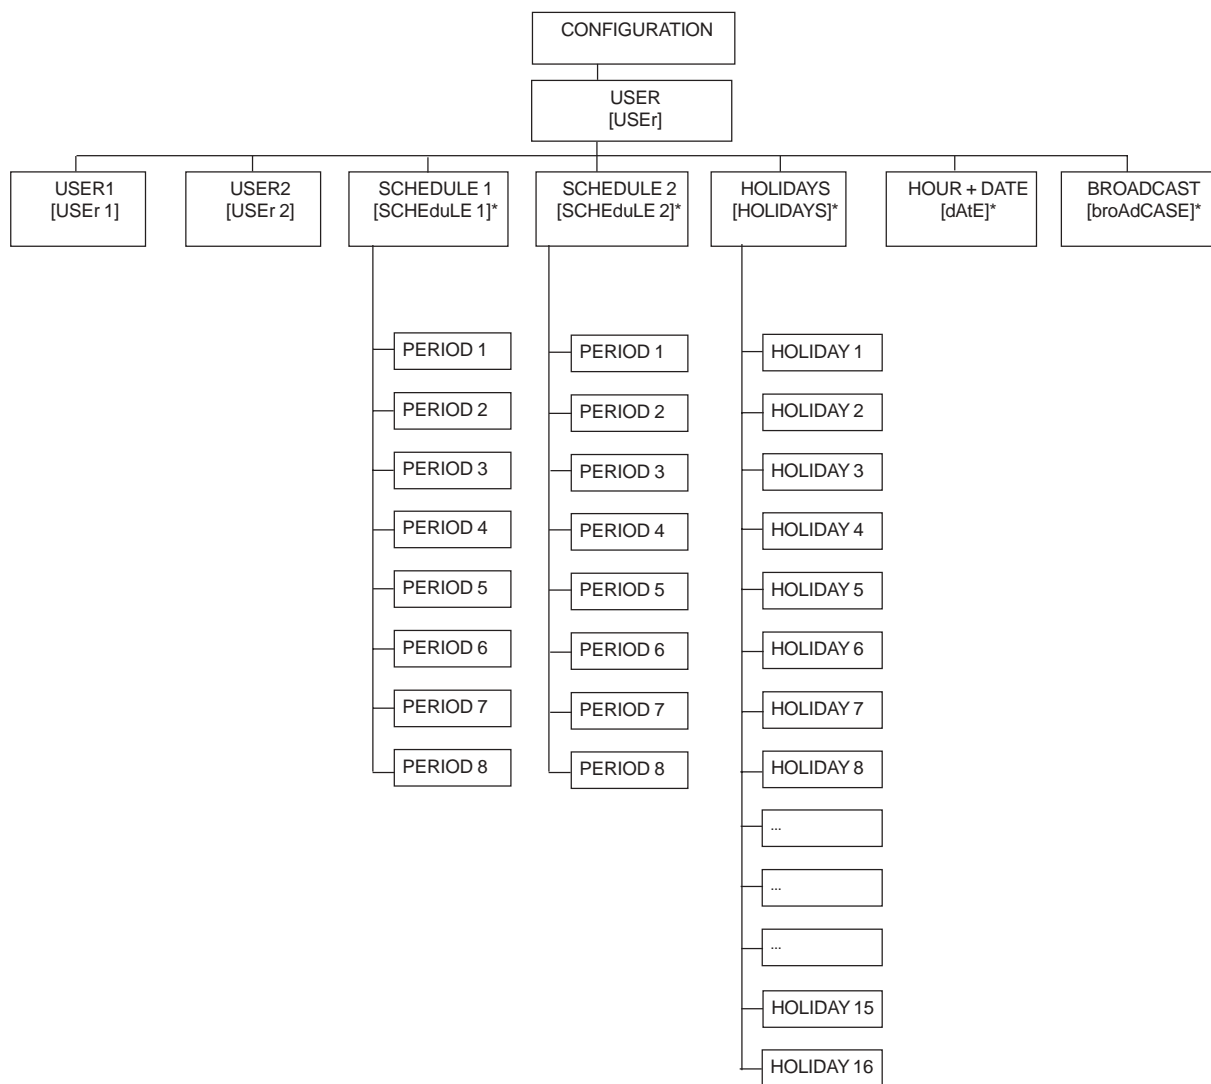 CONFIGURATION
USER
[USEr]
USER1
[USEr 1]
USER2
[USEr 2]
SCHEDULE 1
[SCHEduLE 1]*
SCHEDULE 2
[SCHEduLE 2]*
HOLIDAYS
[HOLIDAYS]*
HOUR + DATE
[dAtE]*
BROADCAST
[broAdCASE]*
PERIOD 1
PERIOD 2
PERIOD 3
PERIOD 4
PERIOD 5
PERIOD 6
PERIOD 7
PERIOD 8
PERIOD 1
PERIOD 2
PERIOD 3
PERIOD 4
PERIOD 5
PERIOD 6
PERIOD 7
PERIOD 8
HOLIDAY 1
HOLIDAY 2
HOLIDAY 3
HOLIDAY 4
HOLIDAY 5
HOLIDAY 6
HOLIDAY 7
HOLIDAY 8
...
...
...
HOLIDAY 15
HOLIDAY 16